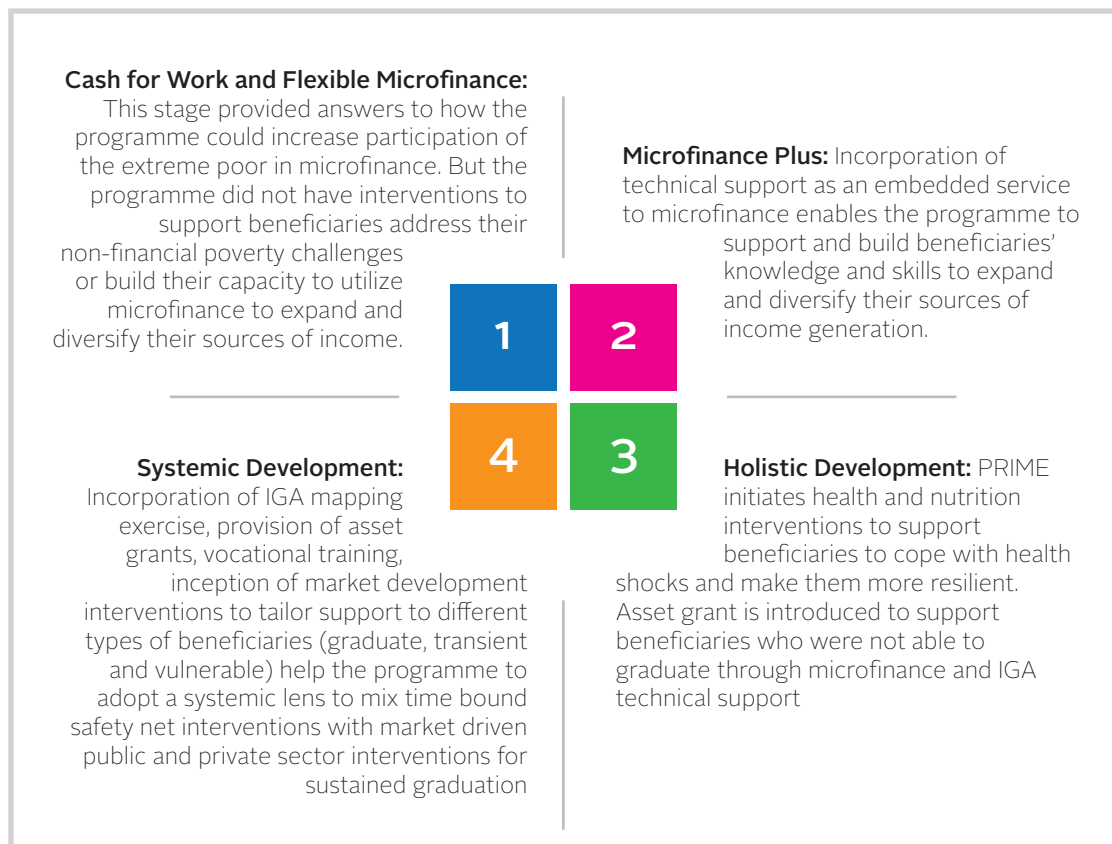 Cash for Work and Flexible Microfinance:
This stage provided answers to how the
programme could increase participation of
the extreme poor in microfinance. But the
programme did not have interventions to
support beneficiaries address their
non-financial poverty challenges
or build their capacity to utilize
microfinance to expand and
diversify their sources of income.
1
2
Microfinance Plus: Incorporation of
technical support as an embedded service
to microfinance enables the programme to
support and build beneficiaries’
knowledge and skills to expand
and diversify their sources of
income generation.
4
3
Holistic Development: PRIME
initiates health and nutrition
interventions to support
beneficiaries to cope with health
shocks and make them more resilient.
Asset grant is introduced to support
beneficiaries who were not able to
graduate through microfinance and IGA
technical support
Systemic Development:
Incorporation of IGA mapping
exercise, provision of asset
grants, vocational training,
inception of market development
interventions to tailor support to different
types of beneficiaries (graduate, transient
and vulnerable) help the programme to
adopt a systemic lens to mix time bound
safety net interventions with market driven
public and private sector interventions for
sustained graduation